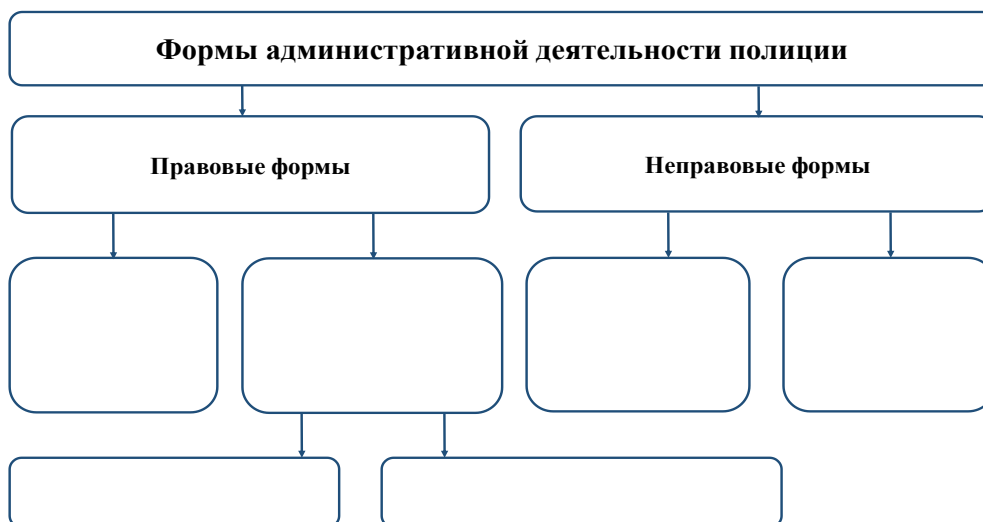 Формы административной деятельности полиции
Правовые формы
Неправовые формы